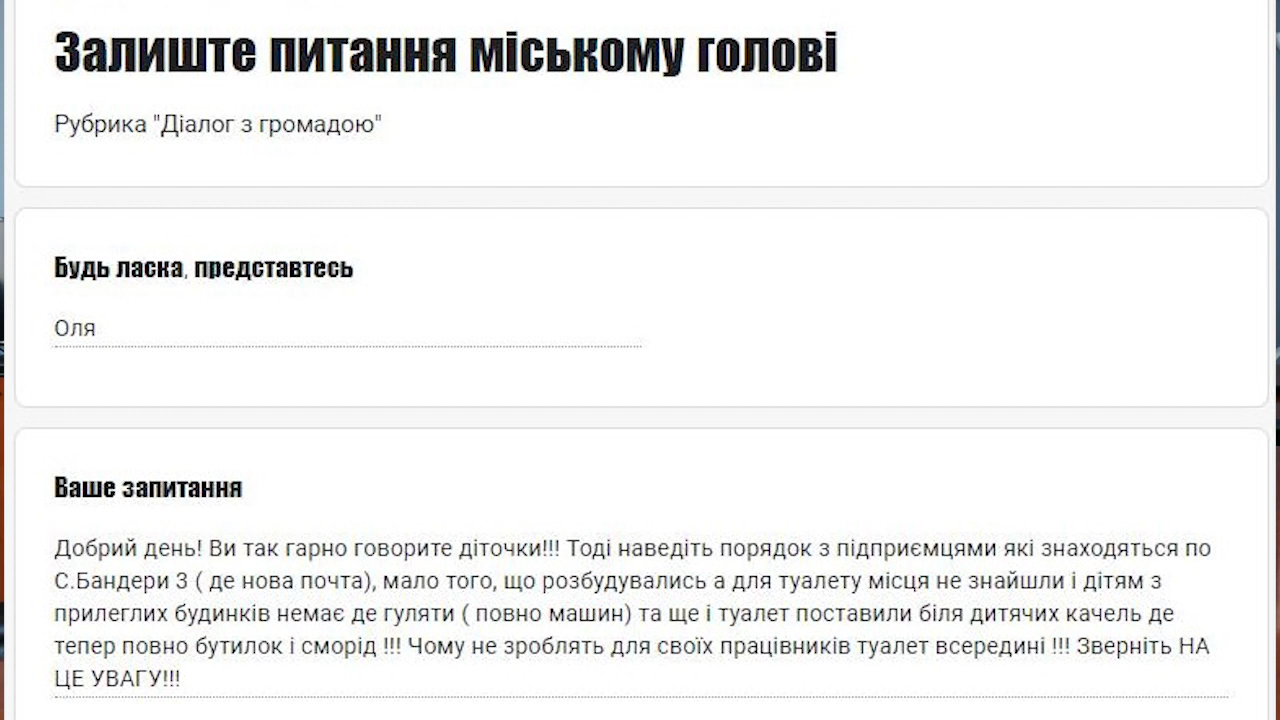 Залиште питання міському голові
Рубрика "Діалог з громадою"
Будь ласка, представтесь
Оля
Ваше запитання
Добрий день! Ви так гарно говорите діточки!!! Тоді наведіть порядок з підприємцями які знаходяться по
С.Бандери 3 ( де нова почта), мало того, що розбудувались а для туалету місця не знайшли і дітям з
прилеглих будинків немає де гуляти ( повно машин) та ще і туалет поставили біля дитячих качель де
тепер повно бутилок і сморід !!! Чому не зроблять для своїх працівників туалет всередині !!! Зверніть НА
ЦЕ УВАГУ!!!